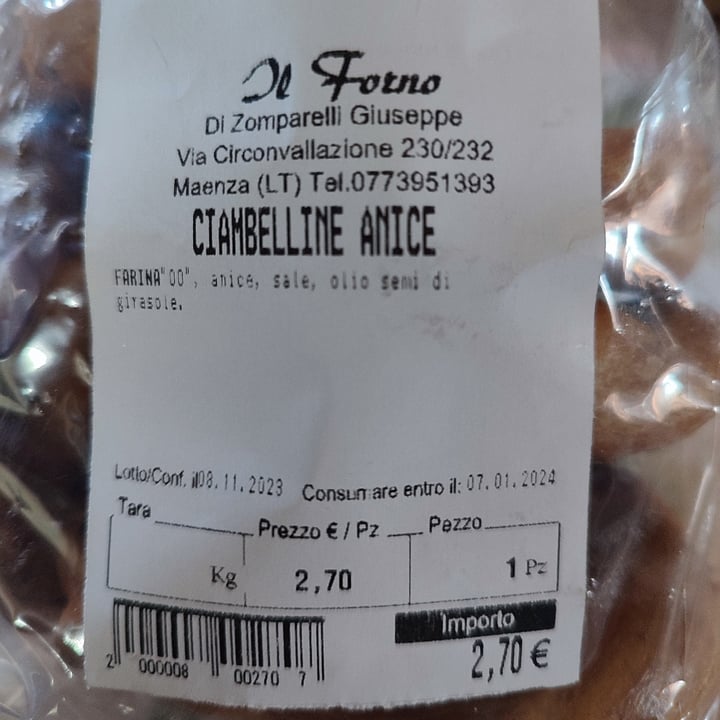 Il Forno
Di Zomparelli Giuseppe
Via Circonvallazione 230/232
Maenza (LT) Tel.0773951393
CIAMBELLINE ANICE
FARINA"00", anice, sale, olio semi di
girasole.
Lotto/Conf. il08.11.2023 Consumare entro il: 07.01.2024
Tara Prezzo € / Pz Pezzo
Kg 2,70 1 Pz
Importo
2,70 €
2 000008 00270 7